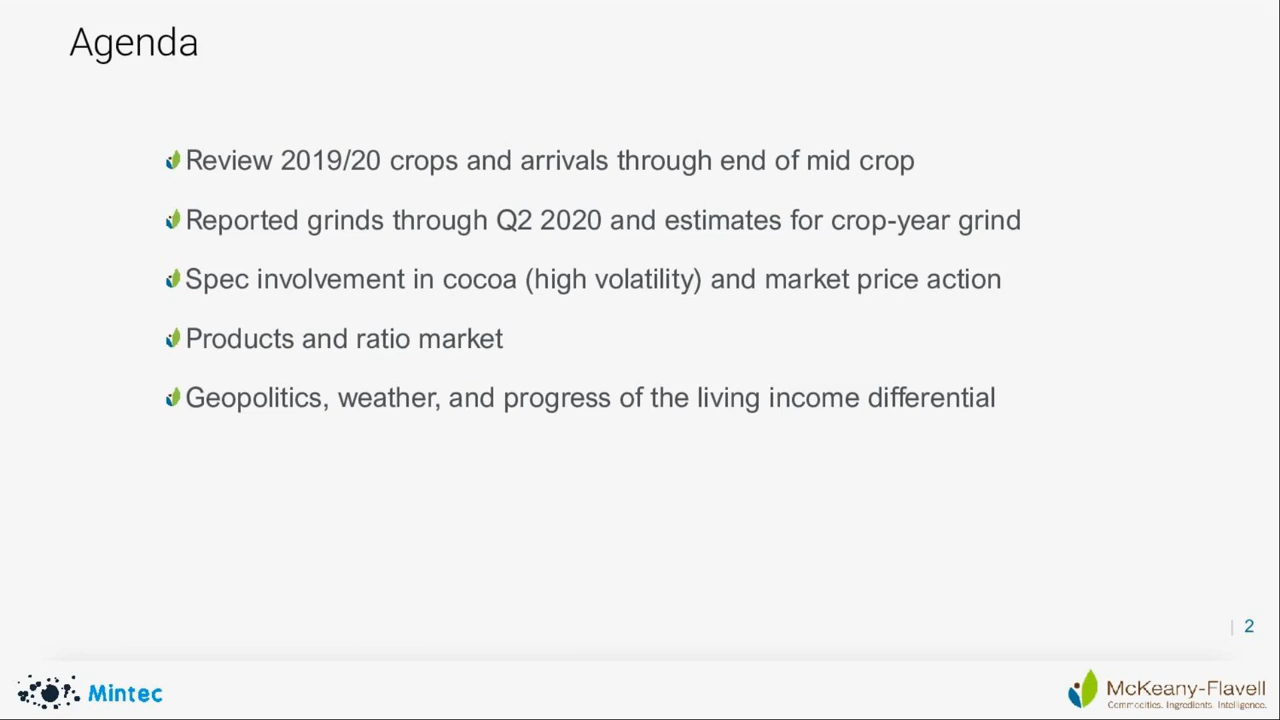 Agenda
Review 2019/20 crops and arrivals through end of mid crop
Reported grinds through Q2 2020 and estimates for crop-year grind
Spec involvement in cocoa (high volatility) and market price action
Products and ratio market
Geopolitics, weather, and progress of the living income differential
| 2
Mintec
McKeany-Flavell
Commodities. Ingredients. Intelligence.